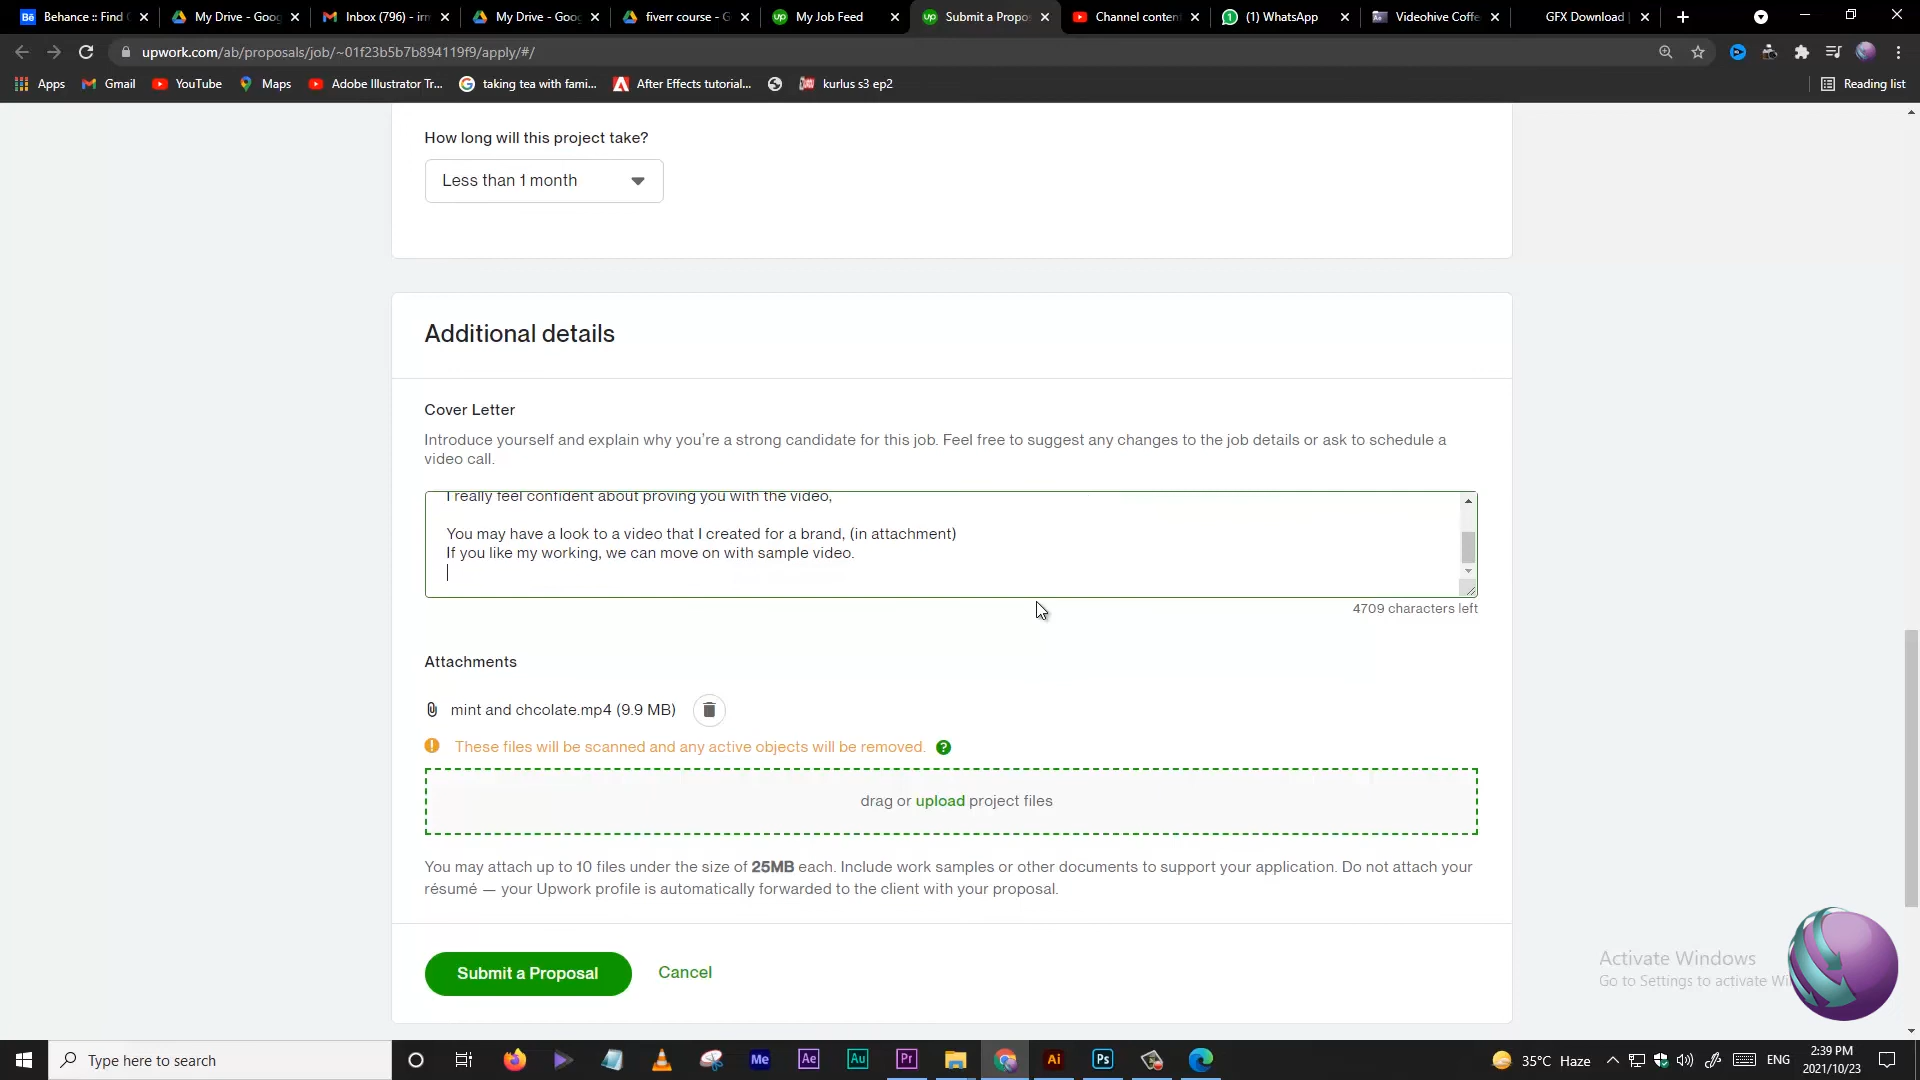 Behance :: Find
My Drive - Goog
Inbox (796) - irn
My Drive - Goog
fiverr course - G
My Job Feed
Submit a Propo
Channel content
(1) WhatsApp
Videohive Coffe
GFX Download |
upwork.com/ab/proposals/job/~01f23b5b7b894119f9/apply/#/
Apps
Gmail
YouTube
Maps
Adobe Illustrator Tr...
taking tea with fami...
After Effects tutorial...
kurlus s3 ep2
Reading list
How long will this project take?
Less than 1 month
Additional details
Cover Letter
Introduce yourself and explain why you're a strong candidate for this job. Feel free to suggest any changes to the job details or ask to schedule a
video call.
I really feel confident about proving you with the video,
You may have a look to a video that I created for a brand, (in attachment)
If you like my working, we can move on with sample video.
4709 characters left
Attachments
mint and chcolate.mp4 (9.9 MB)
These files will be scanned and any active objects will be removed.
drag or upload project files
You may attach up to 10 files under the size of 25MB each. Include work samples or other documents to support your application. Do not attach your
résumé — your Upwork profile is automatically forwarded to the client with your proposal.
Submit a Proposal
Cancel
Activate Windows
Go to Settings to activate Wi
Type here to search
Me
Ae
Au
Pr
Ai
Ps
35°C Haze
ENG
2:39 PM
2021/10/23